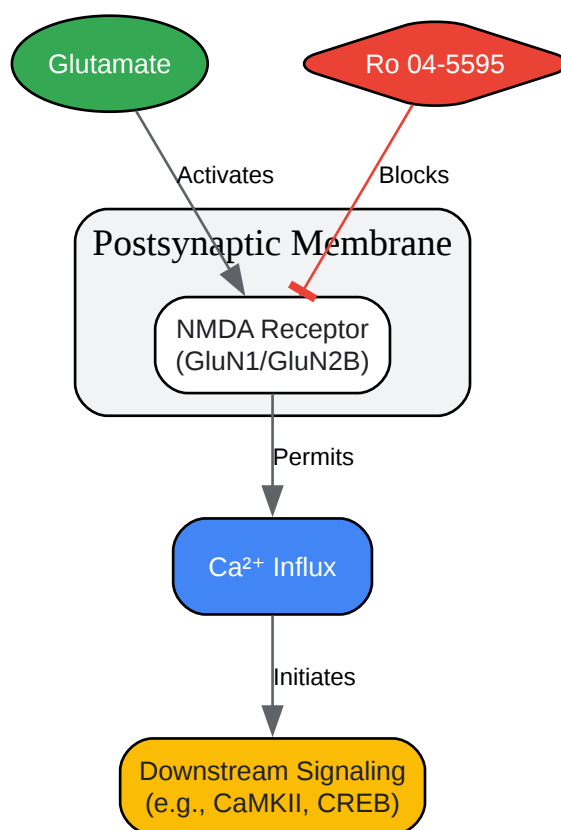 Glutamate
Ro 04-5595
Activates
Blocks
Postsynaptic Membrane
NMDA Receptor
(GluN1/GluN2B)
Permits
Ca²⁺ Influx
Initiates
Downstream Signaling
(e.g., CaMKII, CREB)